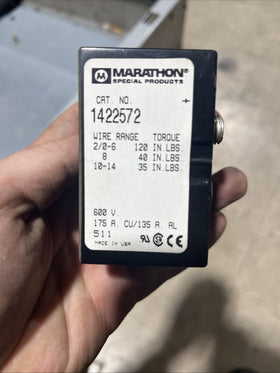 M MARATHON®
SPECIAL PRODUCTS
CAT. NO.
1422572
WIRE RANGE TORQUE
2/0-6 120 IN.LBS.
8 40 IN.LBS.
10-14 35 IN.LBS.
600 V.
175 A. CU/135 A. AL
511
MADE IN USA